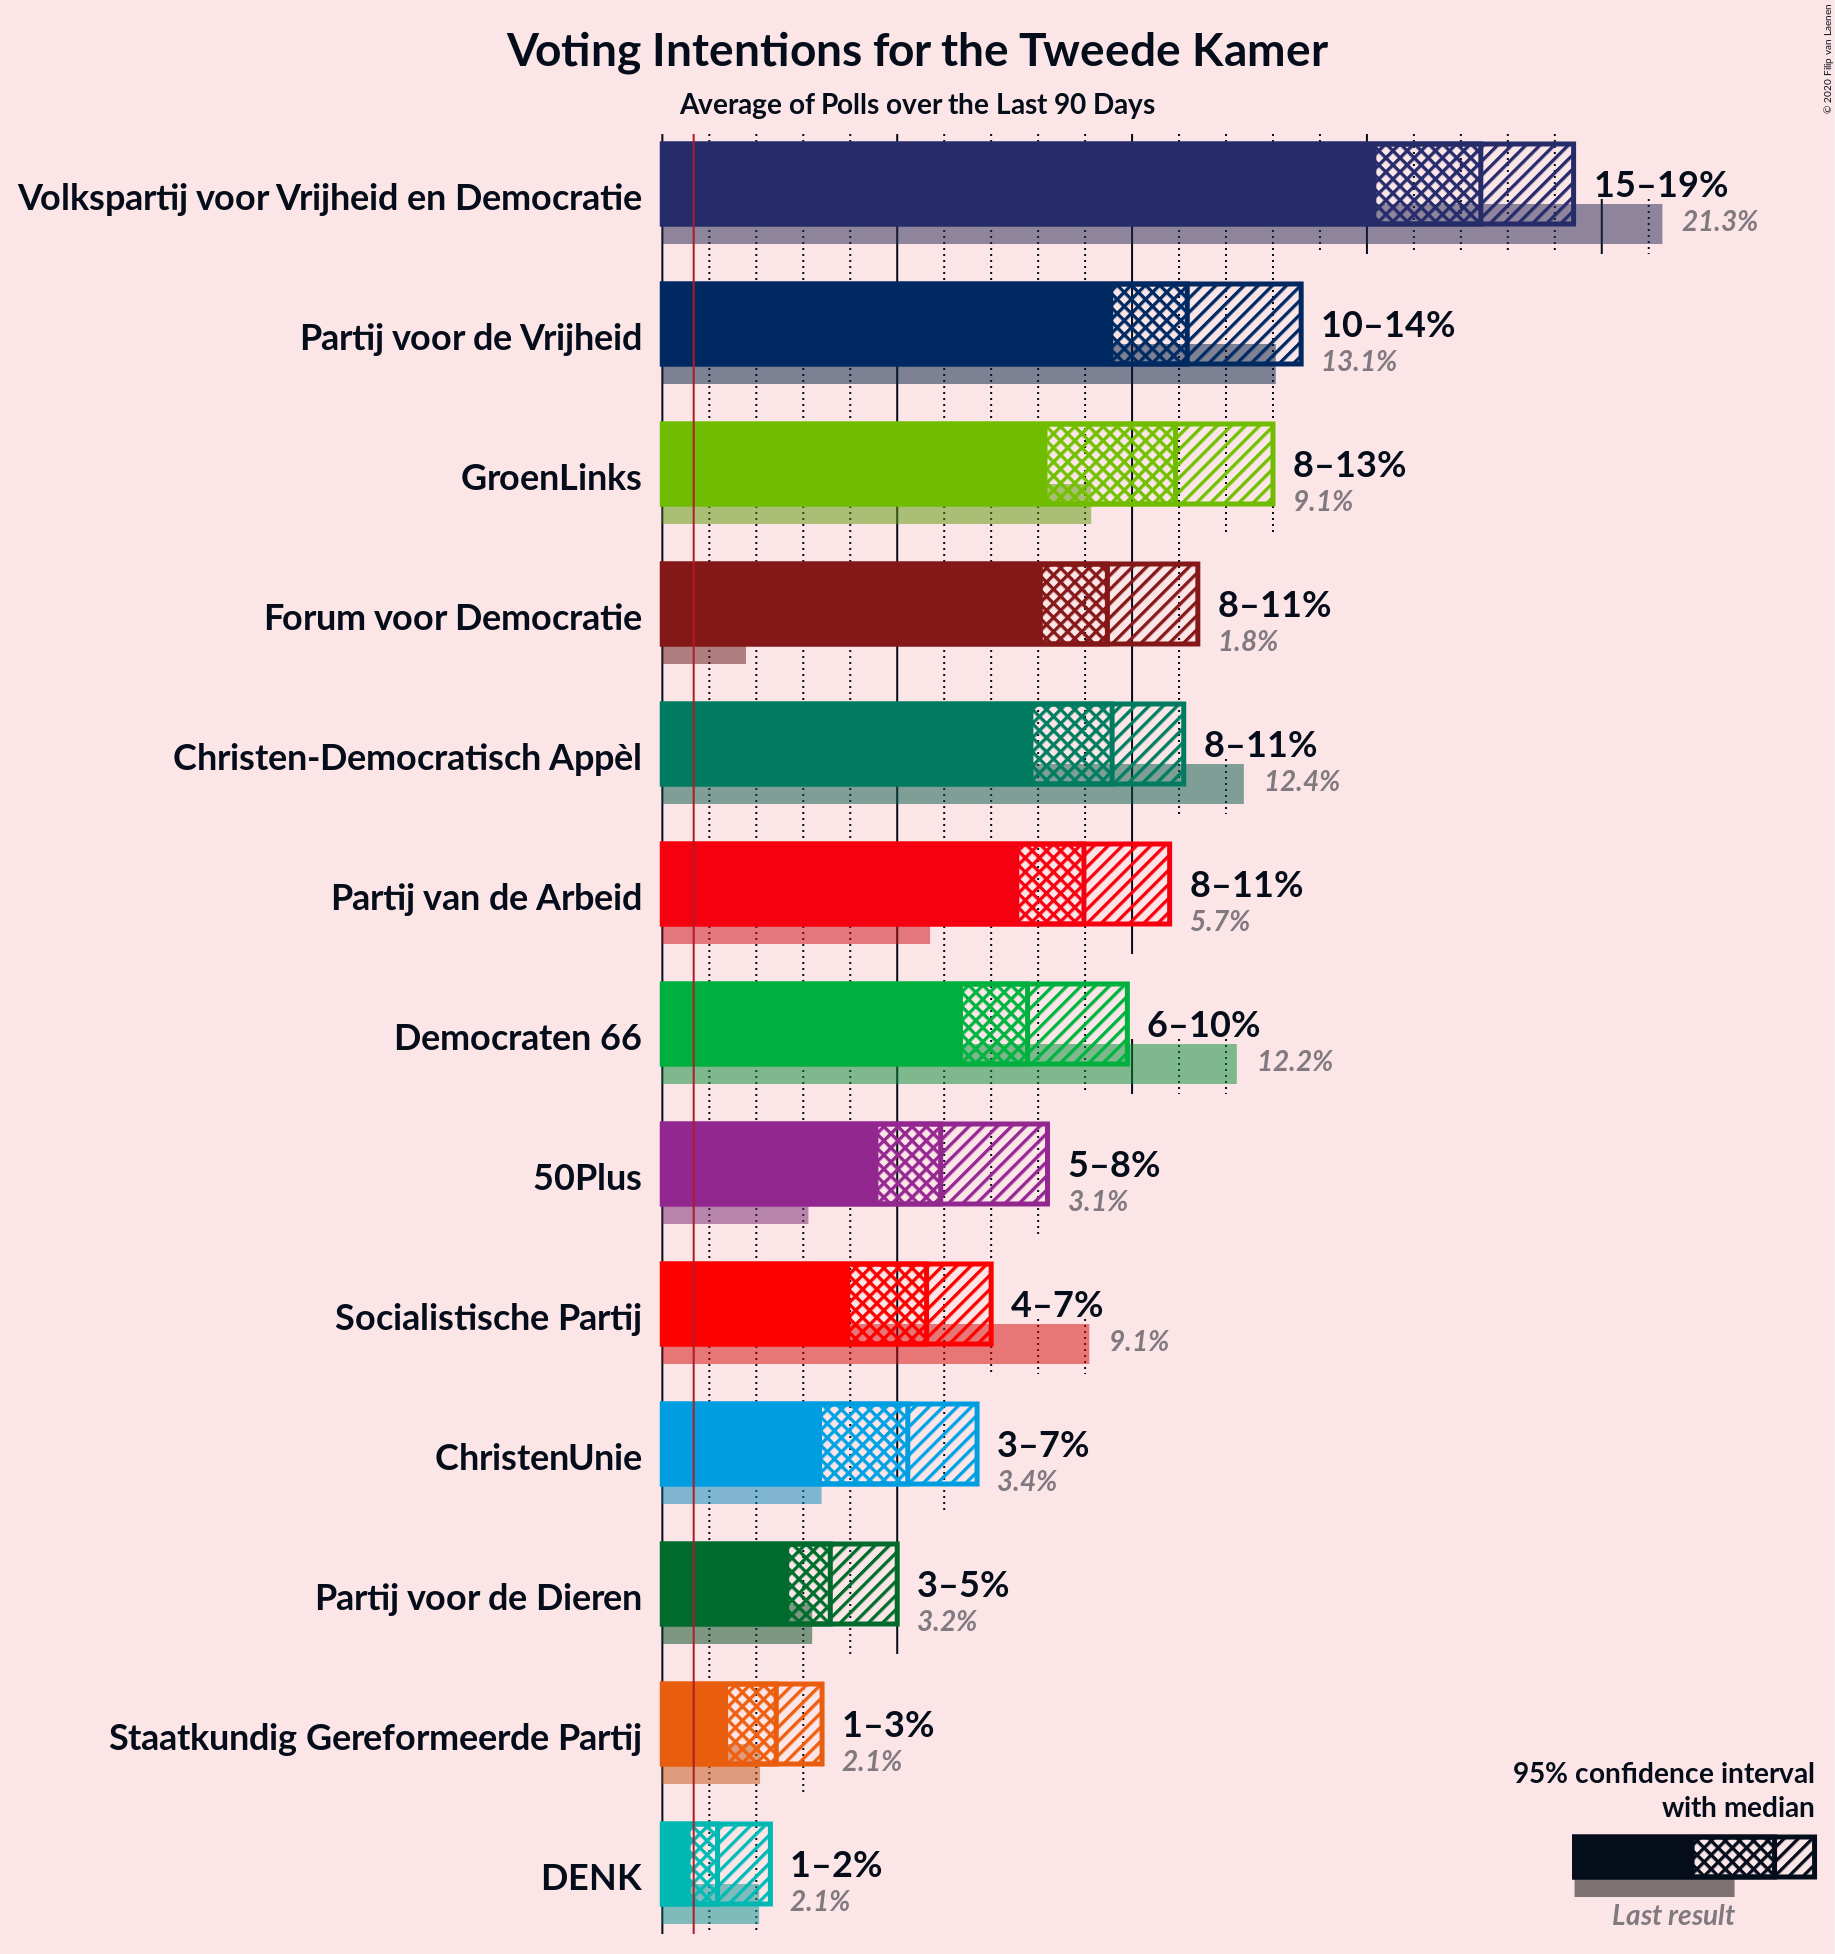 Voting Intentions for the Tweede Kamer
Average of Polls over the Last 90 Days
© 2020 Filip van Laenen
Volkspartij voor Vrijheid en Democratie
15–19%
21.3%
Partij voor de Vrijheid
10–14%
13.1%
GroenLinks
8–13%
9.1%
Forum voor Democratie
8–11%
1.8%
Christen-Democratisch Appèl
8–11%
12.4%
Partij van de Arbeid
8–11%
5.7%
Democraten 66
6–10%
12.2%
50Plus
5–8%
3.1%
Socialistische Partij
4–7%
9.1%
ChristenUnie
3–7%
3.4%
Partij voor de Dieren
3–5%
3.2%
Staatkundig Gereformeerde Partij
1–3%
2.1%
DENK
1–2%
2.1%
95% confidence interval
with median
Last result